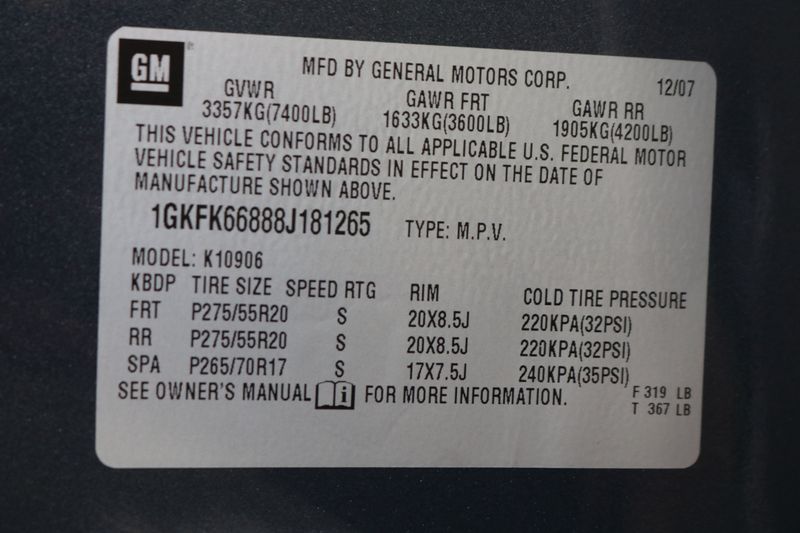 GM
MFD BY GENERAL MOTORS CORP. 12/07
GVWR GAWR FRT GAWR RR
3357KG(7400LB) 1633KG(3600LB) 1905KG(4200LB)
THIS VEHICLE CONFORMS TO ALL APPLICABLE U.S. FEDERAL MOTOR
VEHICLE SAFETY STANDARDS IN EFFECT ON THE DATE OF
MANUFACTURE SHOWN ABOVE.
1GKFK66888J181265 TYPE: M.P.V.
MODEL: K10906
KBDP TIRE SIZE SPEED RTG RIM COLD TIRE PRESSURE
FRT P275/55R20 S 20X8.5J 220KPA(32PSI)
RR P275/55R20 S 20X8.5J 220KPA(32PSI)
SPA P265/70R17 S 17X7.5J 240KPA(35PSI)
SEE OWNER'S MANUAL i FOR MORE INFORMATION. F 319 LB
T 367 LB